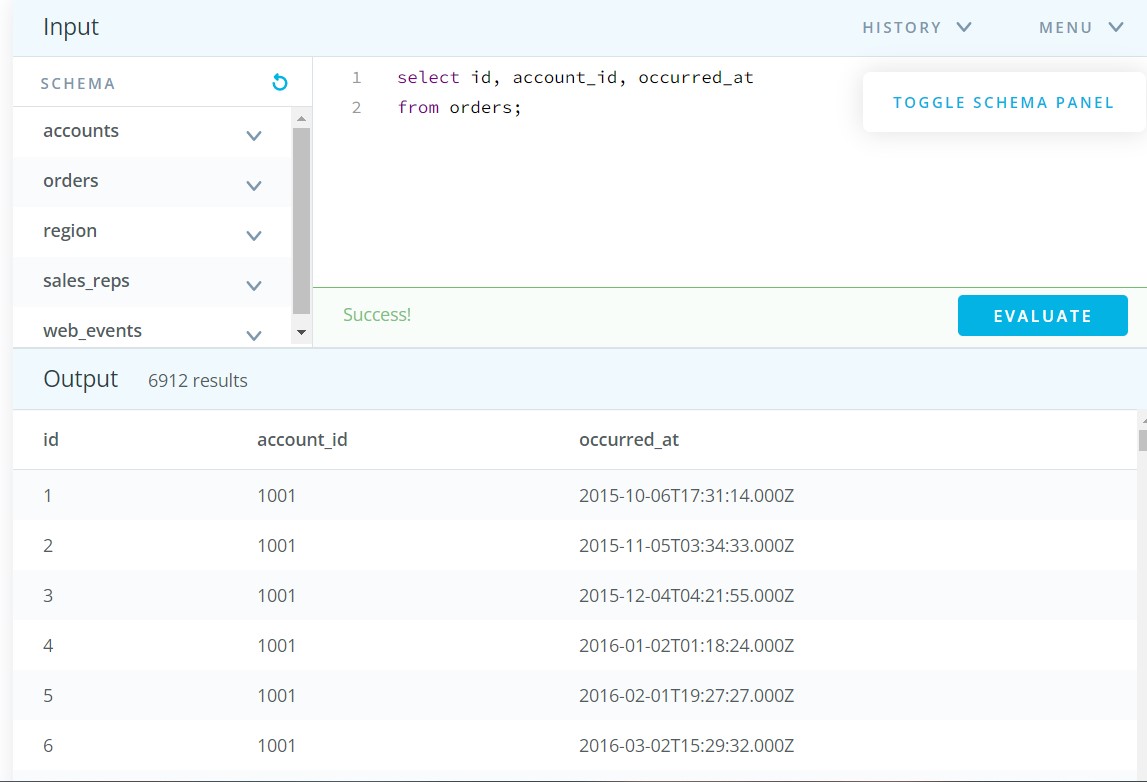 Input
HISTORY
MENU
SCHEMA
1 select id, account_id, occurred_at
2 from orders;
TOGGLE SCHEMA PANEL
accounts
orders
region
sales_reps
web_events
Success!
EVALUATE
Output 6912 results
id account_id occurred_at
1 1001 2015-10-06T17:31:14.000Z
2 1001 2015-11-05T03:34:33.000Z
3 1001 2015-12-04T04:21:55.000Z
4 1001 2016-01-02T01:18:24.000Z
5 1001 2016-02-01T19:27:27.000Z
6 1001 2016-03-02T15:29:32.000Z